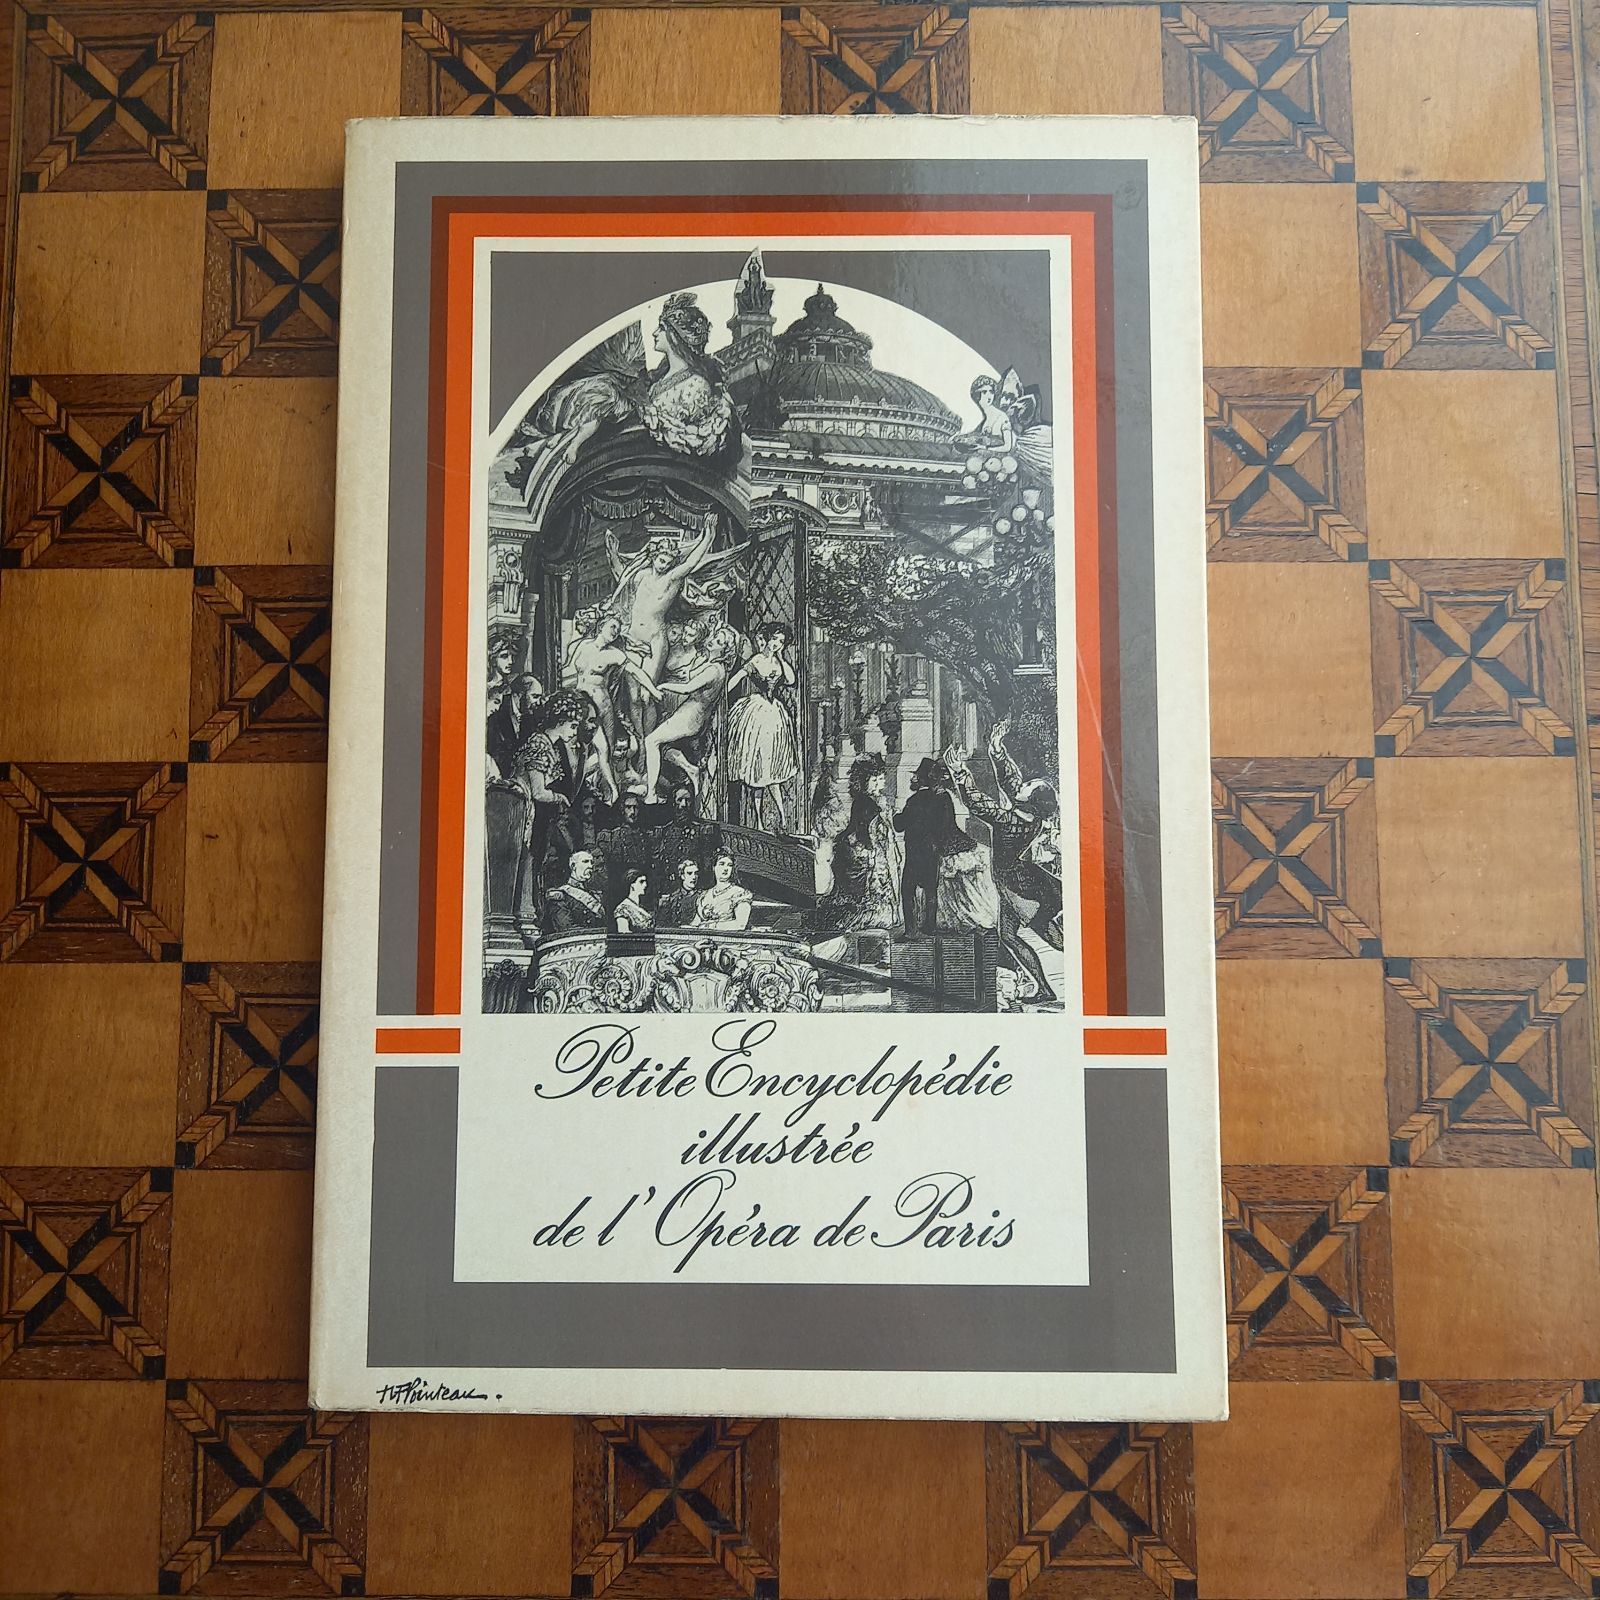 Petite Encyclopédie
illustrée
de l'Opéra de Paris